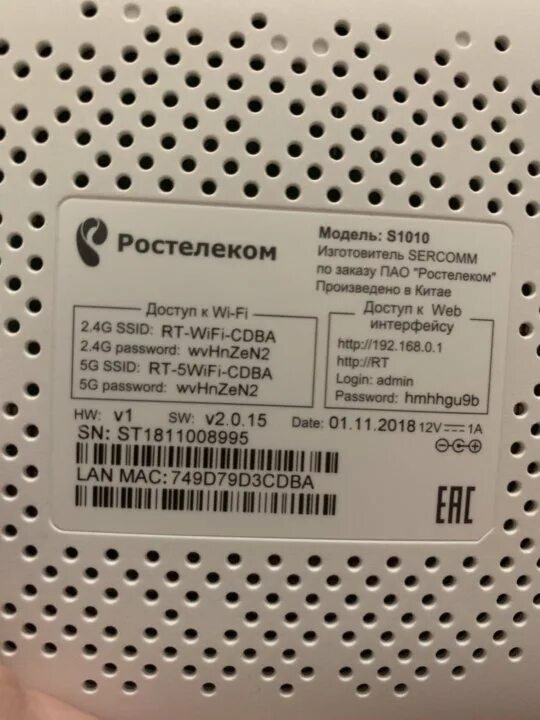 Ростелеком
Модель: S1010
Изготовитель SERCOMM
по заказу ПАО "Ростелеком"
Произведено в Китае
Доступ к Wi-Fi
2.4G SSID: RT-WiFi-CDBA
2.4G password: wvHnZeN2
5G SSID: RT-5WiFi-CDBA
5G password: wvHnZeN2
Доступ к Web
интерфейсу
http://192.168.0.1
http://RT
Login: admin
Password: hmhhgu9b
HW: v1 SW: v2.0.15 Date: 01.11.2018 12V 1A
SN: ST1811008995
LAN MAC: 749D79D3CDBA
EAC